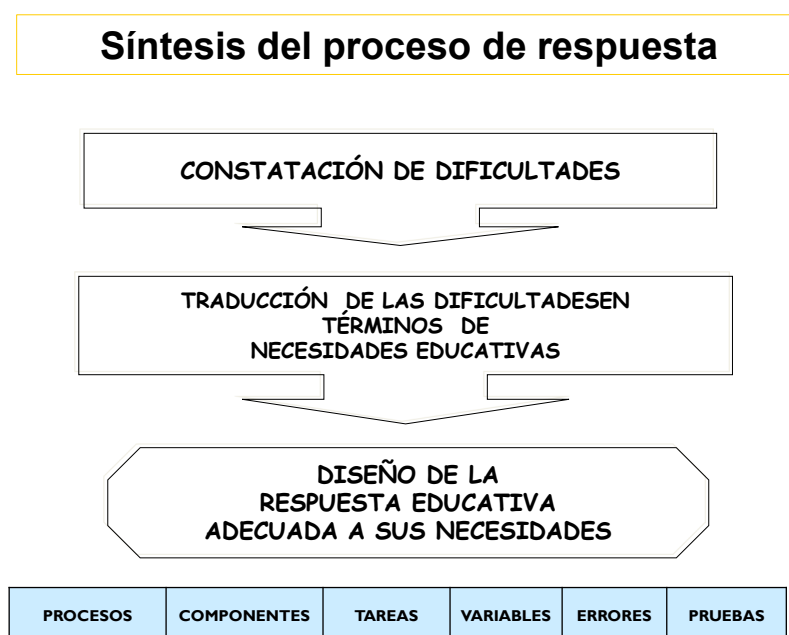 Síntesis del proceso de respuesta
CONSTATACIÓN DE DIFICULTADES
TRADUCCIÓN DE LAS DIFICULTADESEN
TÉRMINOS DE
NECESIDADES EDUCATIVAS
DISEÑO DE LA
RESPUESTA EDUCATIVA
ADECUADA A SUS NECESIDADES
PROCESOS COMPONENTES TAREAS VARIABLES ERRORES PRUEBAS